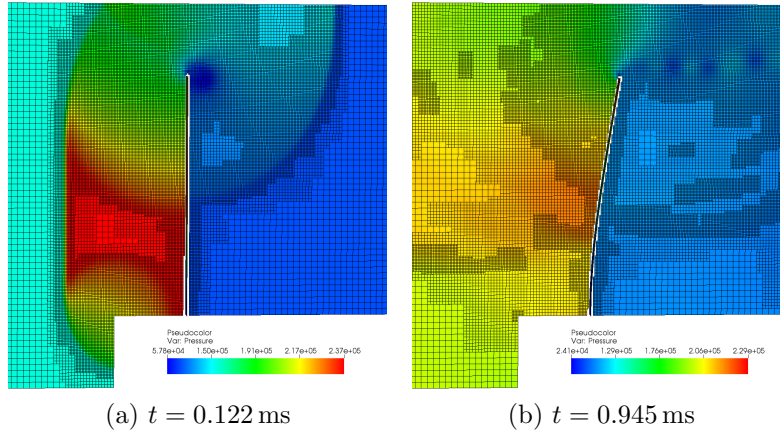 Pseudocolor
Var: Pressure
5.78e+04 1.50e+05 1.91e+05 2.17e+05 2.37e+05
Pseudocolor
Var: Pressure
2.41e+04 1.29e+05 1.76e+05 2.06e+05 2.29e+05
(a) t = 0.122 ms
(b) t = 0.945 ms